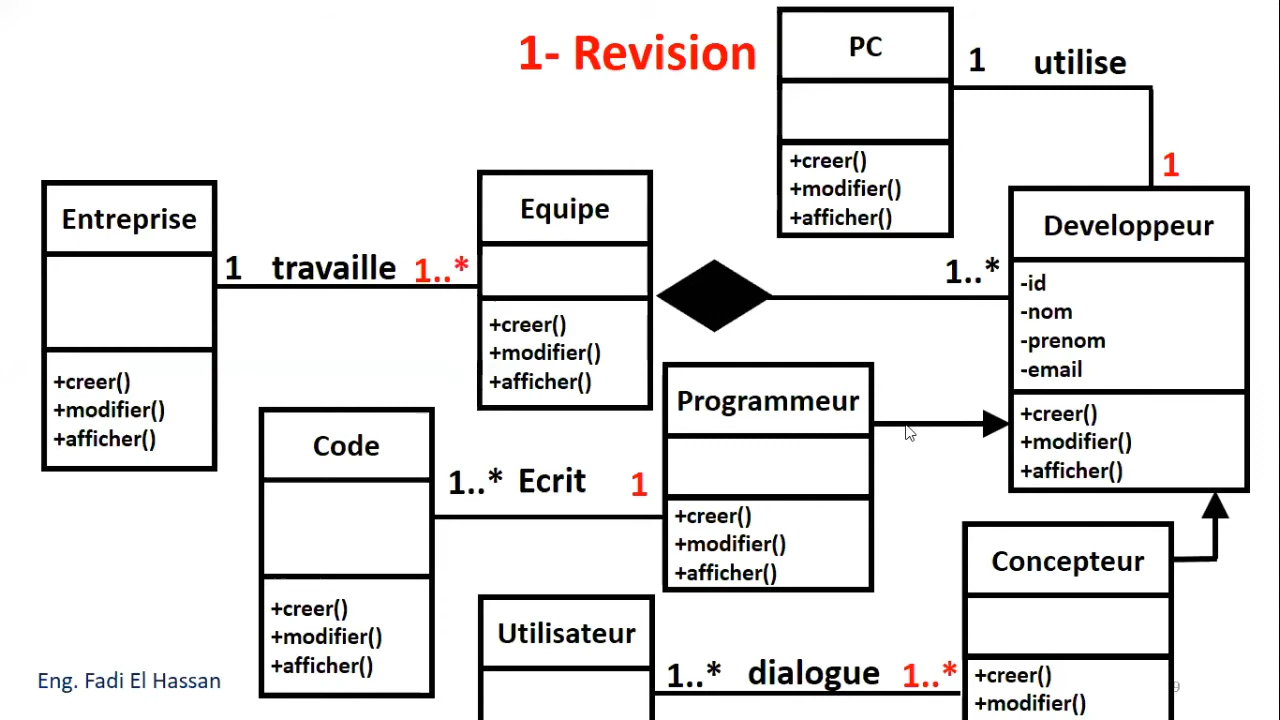 1- Revision
PC
1 utilise
+creer()
+modifier()
+afficher()
1
Entreprise
+creer()
+modifier()
+afficher()
1 travaille 1..*
Equipe
+creer()
+modifier()
+afficher()
1..*
Developpeur
-id
-nom
-prenom
-email
+creer()
+modifier()
+afficher()
Programmeur
+creer()
+modifier()
+afficher()
Code
+creer()
+modifier()
+afficher()
1..* Ecrit 1
Concepteur
+creer()
+modifier()
Utilisateur
1..* dialogue 1..*
Eng. Fadi El Hassan
9